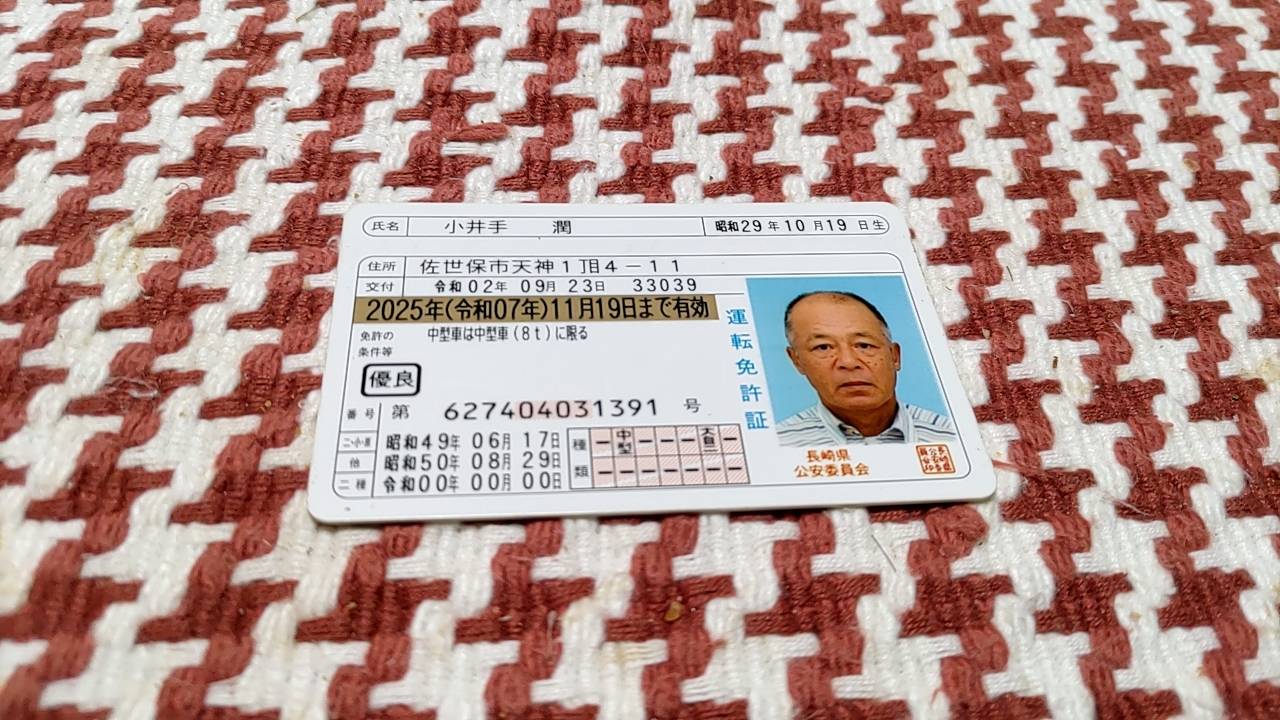 氏名 小井手 潤 昭和29年10月19日生
住所 佐世保市天神1丁目4-11
交付 令和02年09月23日 33039
2025年(令和07年)11月19日まで有効
免許の
条件等
中型車は中型車(8t)に限る
優良
番号 第 627404031391 号
二・小・原 昭和49年06月17日
他 昭和50年08月29日
二種 令和00年00月00日
種類
中型
大自二
運転免許証
長崎県
公安委員会